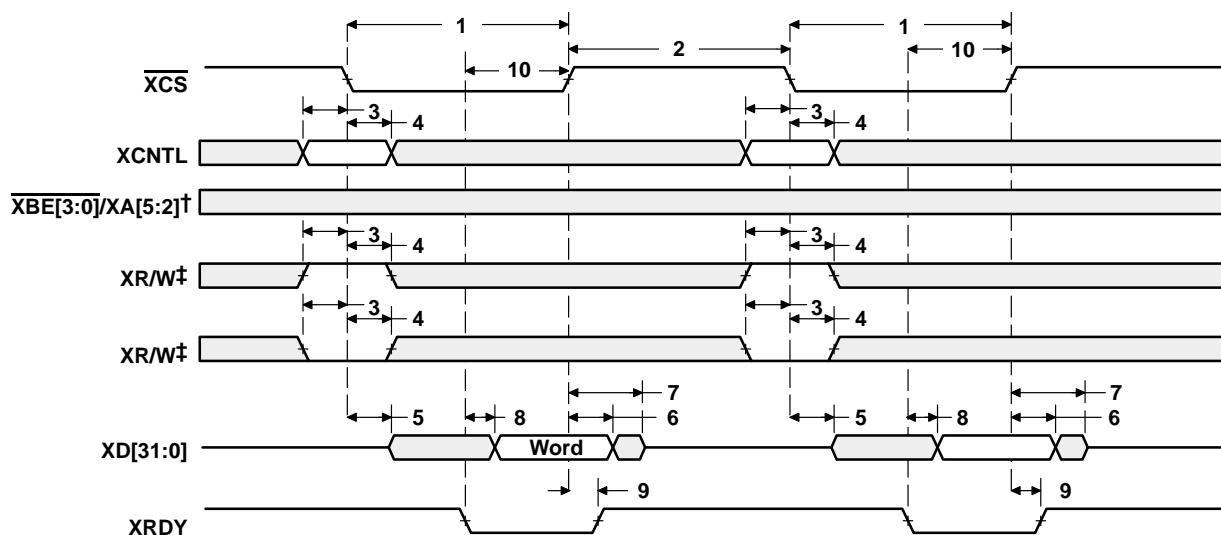 1 1
10 2 10
XCS
3 3
4 4
XCNTL
XBE[3:0]/XA[5:2]†
3 3
4 4
XR/W‡
3 3
4 4
XR/W‡
7 7
5 8 6 5 8 6
XD[31:0] Word
9 9
XRDY